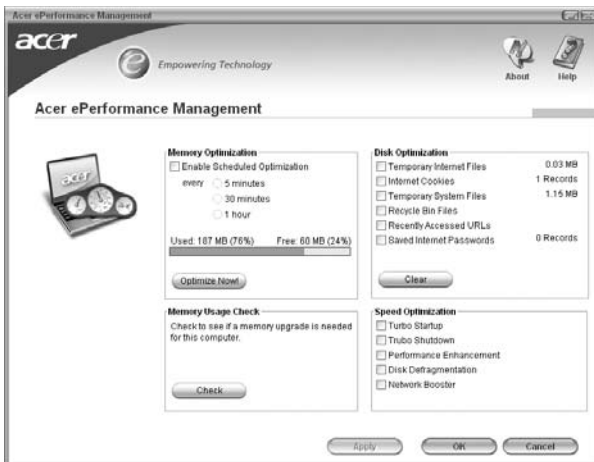 Acer ePerformance Management
acer
e Empowering Technology
About
Help
Acer ePerformance Management
acer
Memory Optimization
Enable Scheduled Optimization
every 5 minutes
30 minutes
1 hour
Used: 187 MB (76%) Free: 60 MB (24%)
Optimize Now!
Disk Optimization
Temporary Internet Files 0.03 MB
Internet Cookies 1 Records
Temporary System Files 1.15 MB
Recycle Bin Files
Recently Accessed URLs
Saved Internet Passwords 0 Records
Clear
Memory Usage Check
Check to see if a memory upgrade is needed
for this computer.
Check
Speed Optimization
Turbo Startup
Trubo Shutdown
Performance Enhancement
Disk Defragmentation
Network Booster
Apply
OK
Cancel